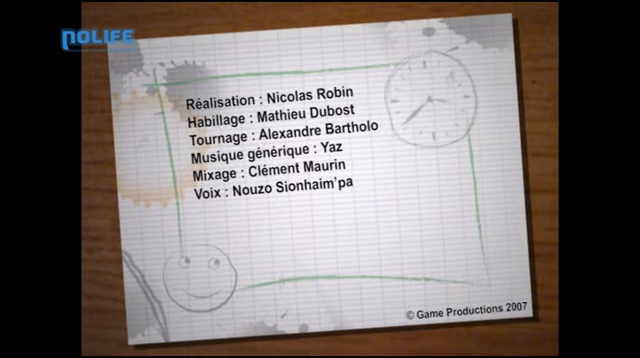 NOLIFE
Réalisation : Nicolas Robin
Habillage : Mathieu Dubost
Tournage : Alexandre Bartholo
Musique générique : Yaz
Mixage : Clément Maurin
Voix : Nouzo Sionhaim'pa
© Game Productions 2007